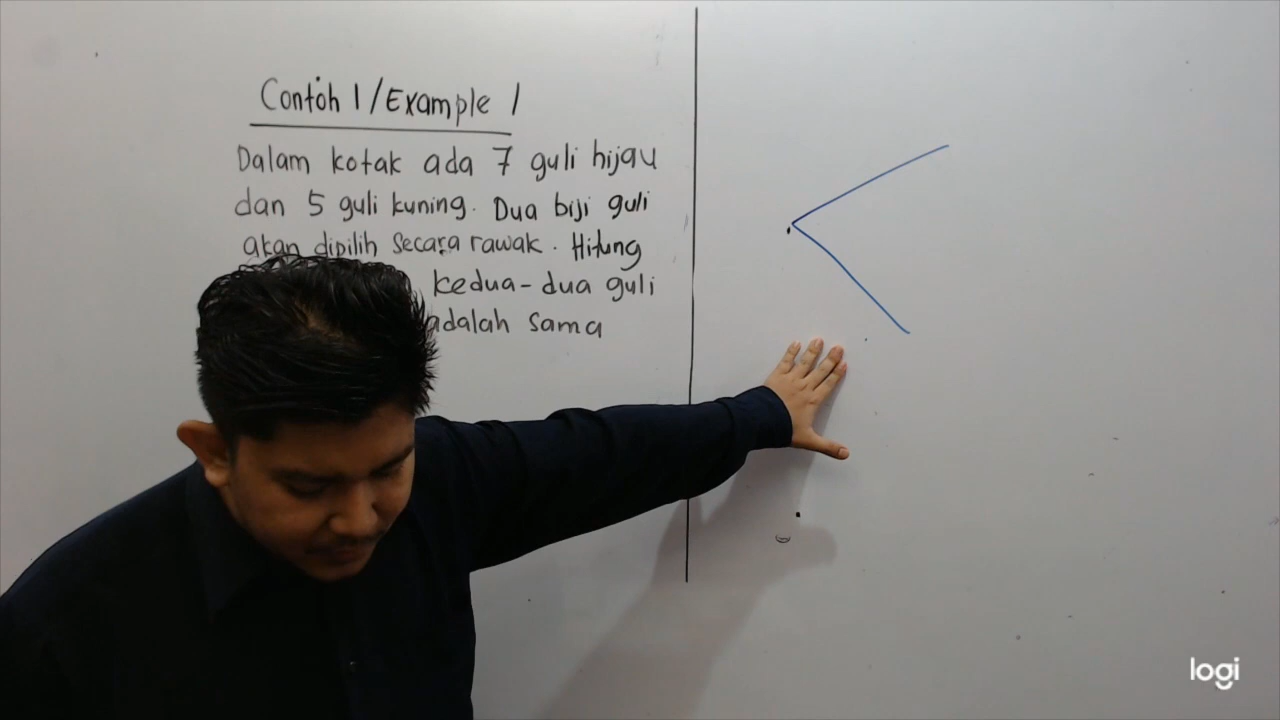 Contoh 1/Example 1
Dalam kotak ada 7 guli hijau
dan 5 guli kuning. Dua biji guli
akan dipilih secara rawak. Hitung
kedua-dua guli
adalah sama
logi